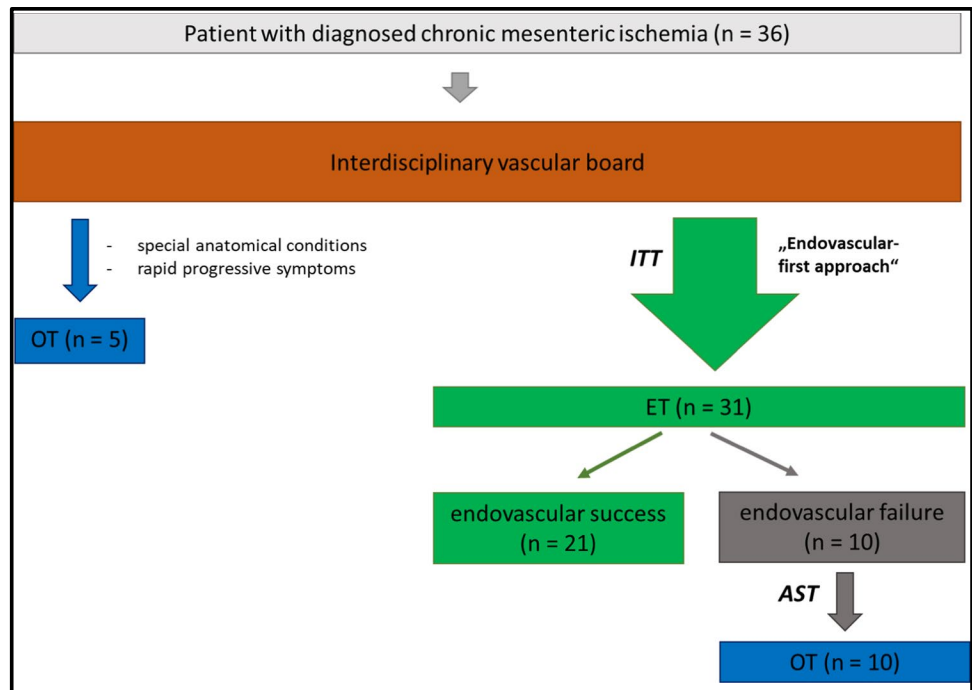 Patient with diagnosed chronic mesenteric ischemia (n = 36)
Interdisciplinary vascular board
- special anatomical conditions
- rapid progressive symptoms
ITT
„Endovascular-
first approach“
OT (n = 5)
ET (n = 31)
endovascular success
(n = 21)
endovascular failure
(n = 10)
AST
OT (n = 10)